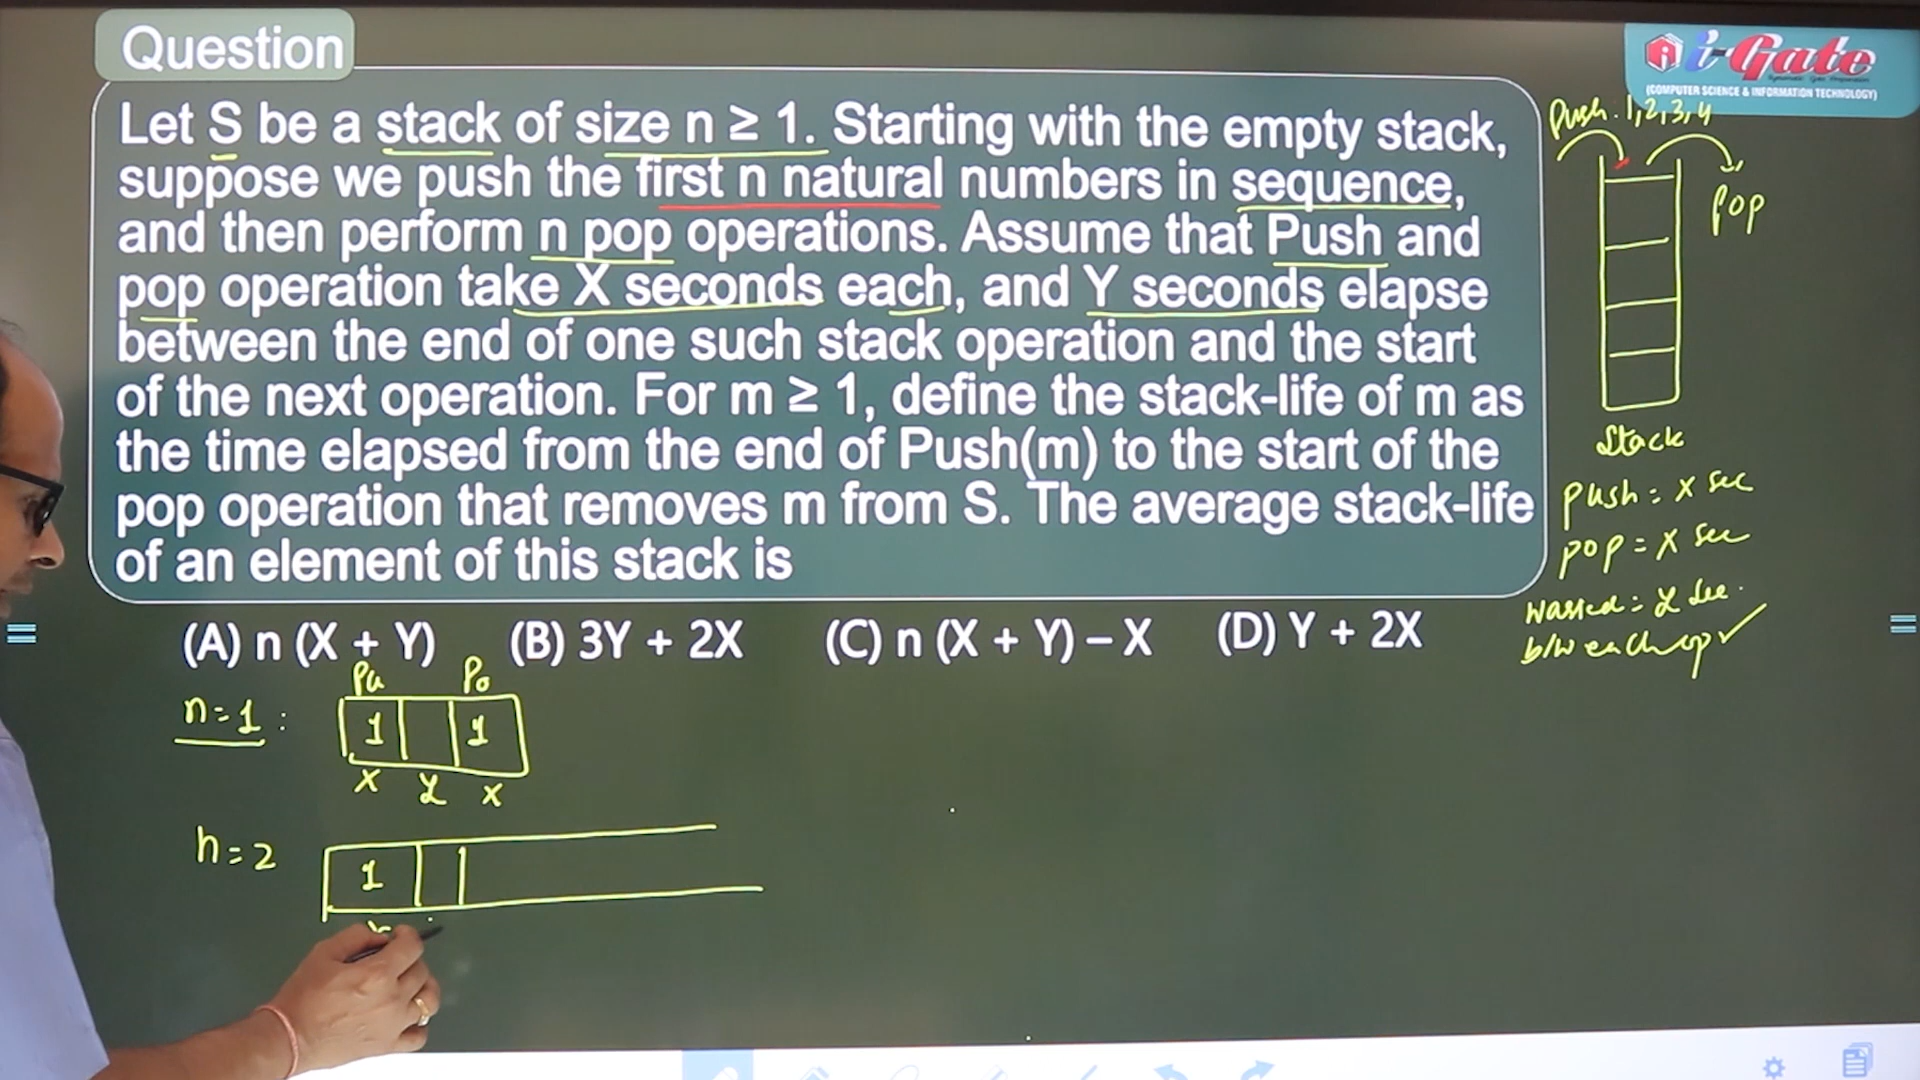 Question
i-Gate
(COMPUTER SCIENCE & INFORMATION TECHNOLOGY)
Let S be a stack of size n ≥ 1. Starting with the empty stack,
suppose we push the first n natural numbers in sequence,
and then perform n pop operations. Assume that Push and
pop operation take X seconds each, and Y seconds elapse
between the end of one such stack operation and the start
of the next operation. For m ≥ 1, define the stack-life of m as
the time elapsed from the end of Push(m) to the start of the
pop operation that removes m from S. The average stack-life
of an element of this stack is
(A) n (X + Y) (B) 3Y + 2X (C) n (X + Y) – X (D) Y + 2X
Push: 1,2,3,4
Pop
Stack
push = X sec
pop = X sec
= Y sec.
b/w each op ✓
Pu Po
n=1 : 1 1
X Y X
n=2 1